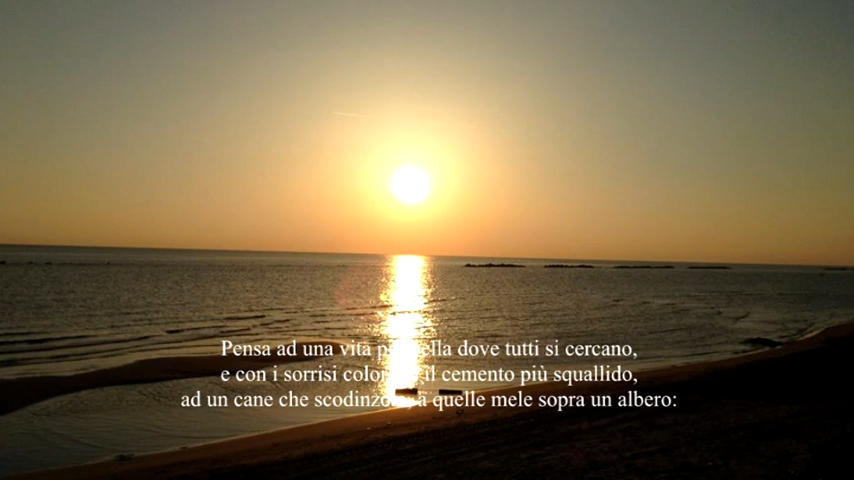 Pensa ad una vita dove tutti si cercano,
e con i sorrisi il cemento più squallido,
ad un cane che scodinzola, a quelle mele sopra un albero: